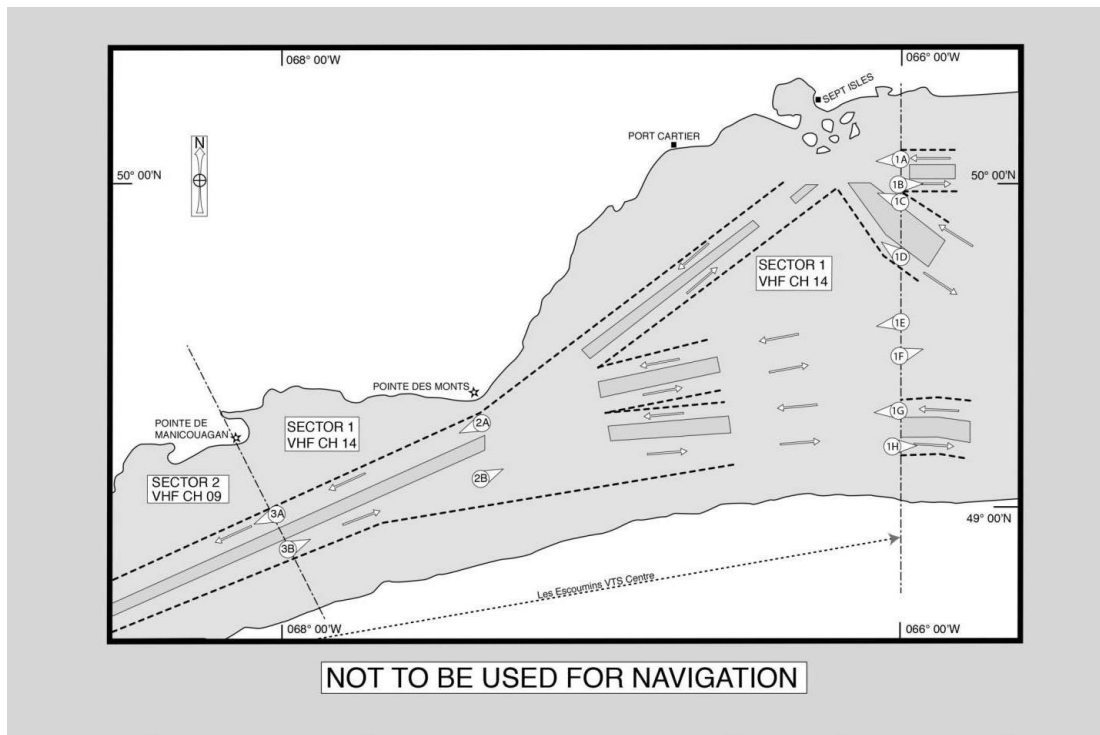 068° 00'W
066° 00'W
SEPT ISLES
PORT CARTIER
N
50° 00'N
50° 00'N
1A
1B
1C
1D
SECTOR 1
VHF CH 14
1E
1F
POINTE DES MONTS
1G
2A
POINTE DE
MANICOUAGAN
SECTOR 1
VHF CH 14
1H
2B
SECTOR 2
VHF CH 09
3A
49° 00'N
3B
Les Escoumins VTS Centre
068° 00'W
066° 00'W
NOT TO BE USED FOR NAVIGATION